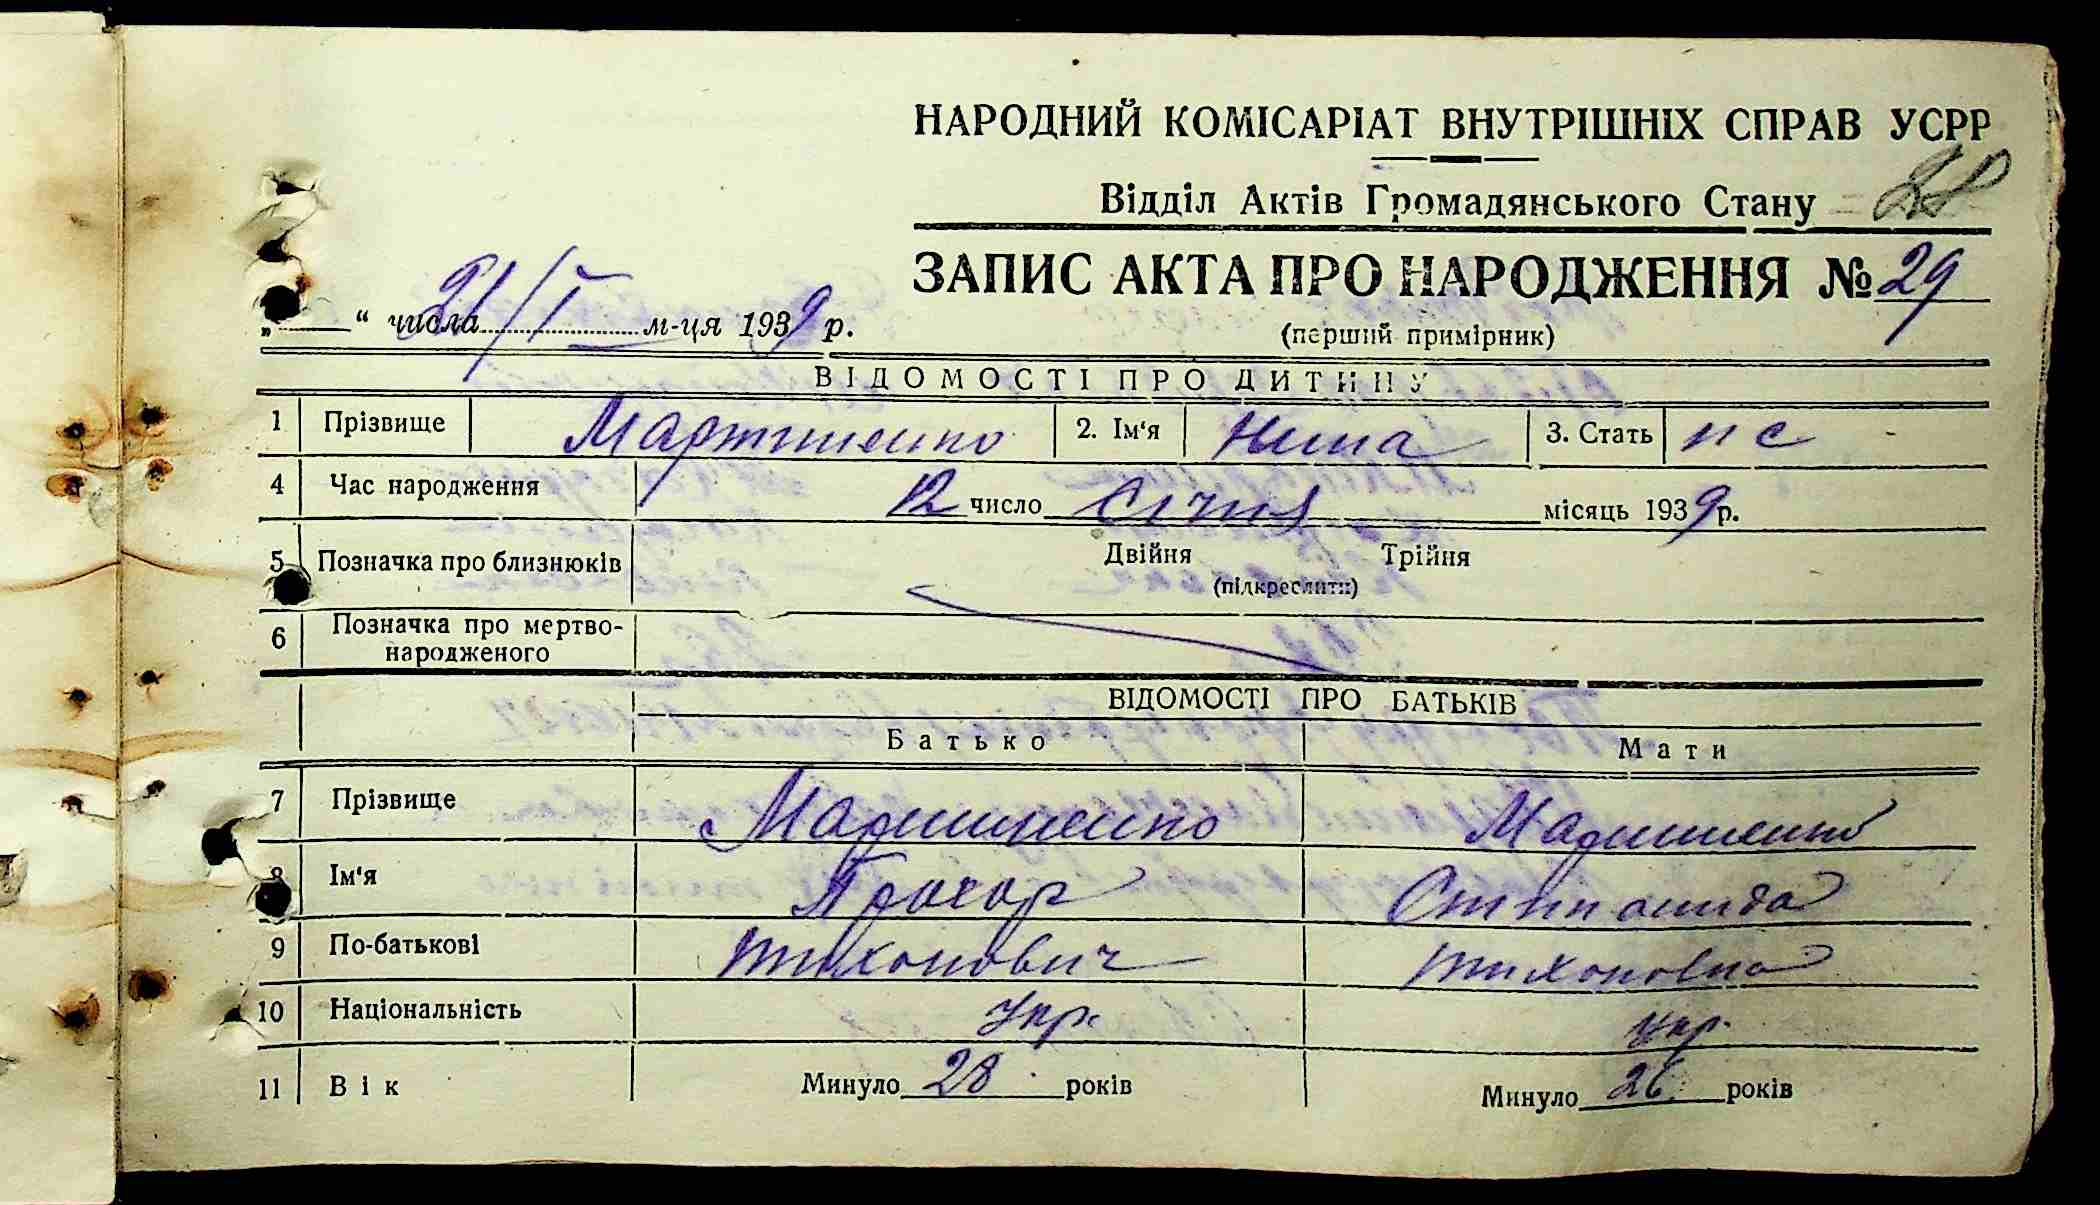 НАРОДНИЙ КОМІСАРІАТ ВНУТРІШНІХ СПРАВ УСРР
Відділ Актів Громадянського Стану
ЗАПИС АКТА ПРО НАРОДЖЕННЯ № 29
„ “ числа 21/I м-ця 1939 р.
(перший примірник)
ВІДОМОСТІ ПРО ДИТИНУ
1 Прізвище Мартиненко 2. Ім‘я Нина 3. Стать жс
4 Час народження 12 число Січня місяць 1939 р.
5 Позначка про близнюків Двійня Трійня
(підкреслити)
6 Позначка про мертво-
народженого
ВІДОМОСТІ ПРО БАТЬКІВ
Батько Мати
7 Прізвище Мартиненко Мартиненко
8 Ім‘я Прохор
9 По-батькові Тихонович Тихоновна
10 Національність Укр. Укр.
11 Вік Минуло 28 років Минуло 26 років